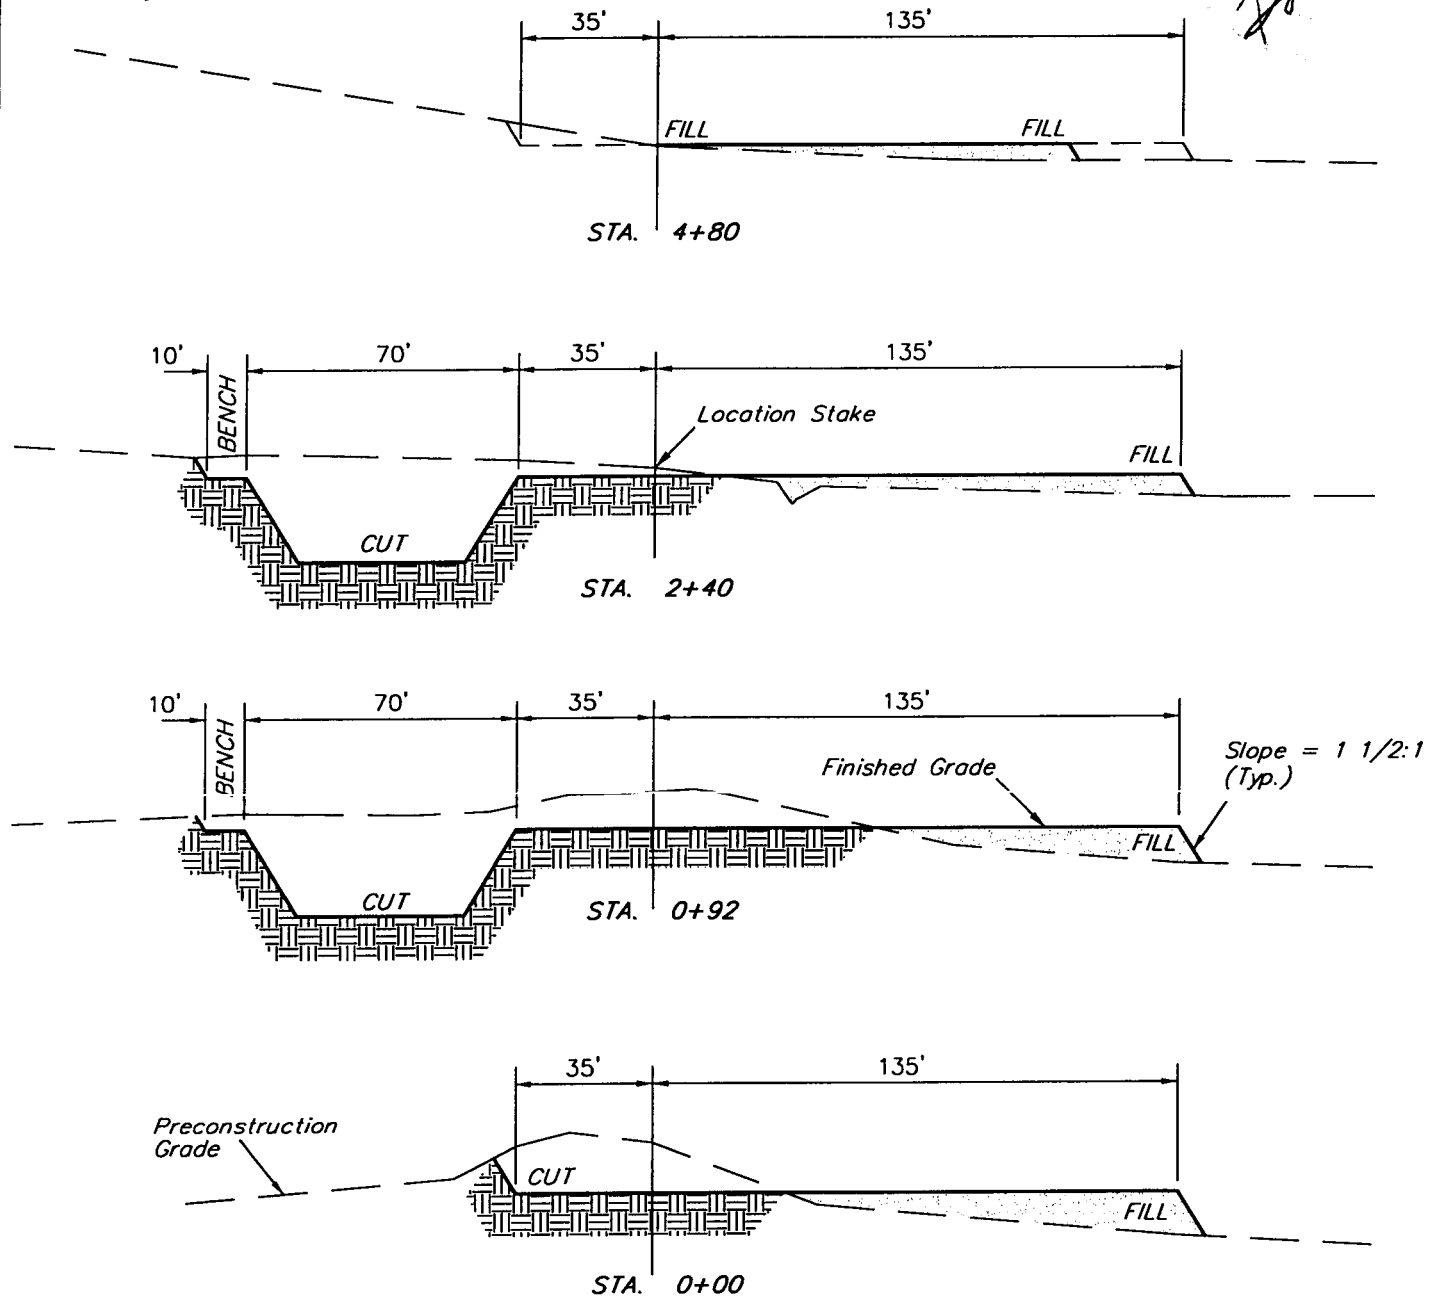 35' 135'
FILL FILL
STA. 4+80
10' 70' 35' 135'
BENCH
Location Stake
FILL
CUT
STA. 2+40
10' 70' 35' 135'
BENCH
Slope = 1 1/2:1
(Typ.)
Finished Grade
FILL
CUT
STA. 0+92
35' 135'
Preconstruction
Grade
CUT
FILL
STA. 0+00